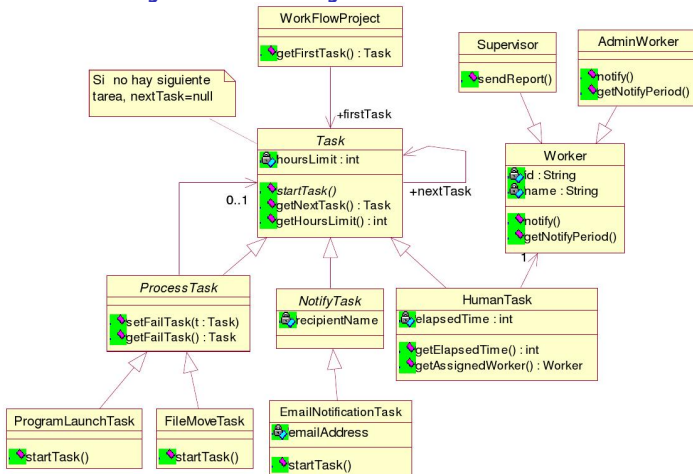 WorkFlowProject
getFirstTask() : Task
Si no hay siguiente
tarea, nextTask=null
Supervisor
sendReport()
AdminWorker
notify()
getNotifyPeriod()
+firstTask
Task
hoursLimit : int
startTask()
getNextTask() : Task
getHoursLimit() : int
+nextTask
0..1
Worker
id : String
name : String
notify()
getNotifyPeriod()
1
ProcessTask
setFailTask(t : Task)
getFailTask() : Task
NotifyTask
recipientName
HumanTask
elapsedTime : int
getElapsedTime() : int
getAssignedWorker() : Worker
ProgramLaunchTask
startTask()
FileMoveTask
startTask()
EmailNotificationTask
emailAddress
startTask()